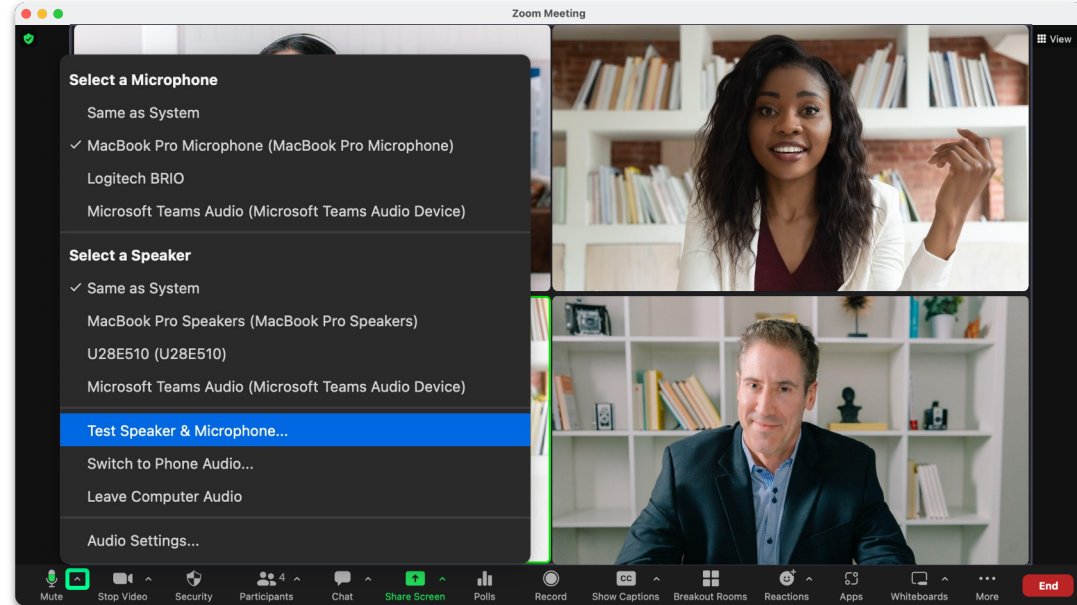 Zoom Meeting
View
Select a Microphone
Same as System
✓ MacBook Pro Microphone (MacBook Pro Microphone)
Logitech BRIO
Microsoft Teams Audio (Microsoft Teams Audio Device)
Select a Speaker
✓ Same as System
MacBook Pro Speakers (MacBook Pro Speakers)
U28E510 (U28E510)
Microsoft Teams Audio (Microsoft Teams Audio Device)
Test Speaker & Microphone...
Switch to Phone Audio...
Leave Computer Audio
Audio Settings...
4
CC
Mute Stop Video Security Participants Chat Share Screen Polls Record Show Captions Breakout Rooms Reactions Apps Whiteboards More End